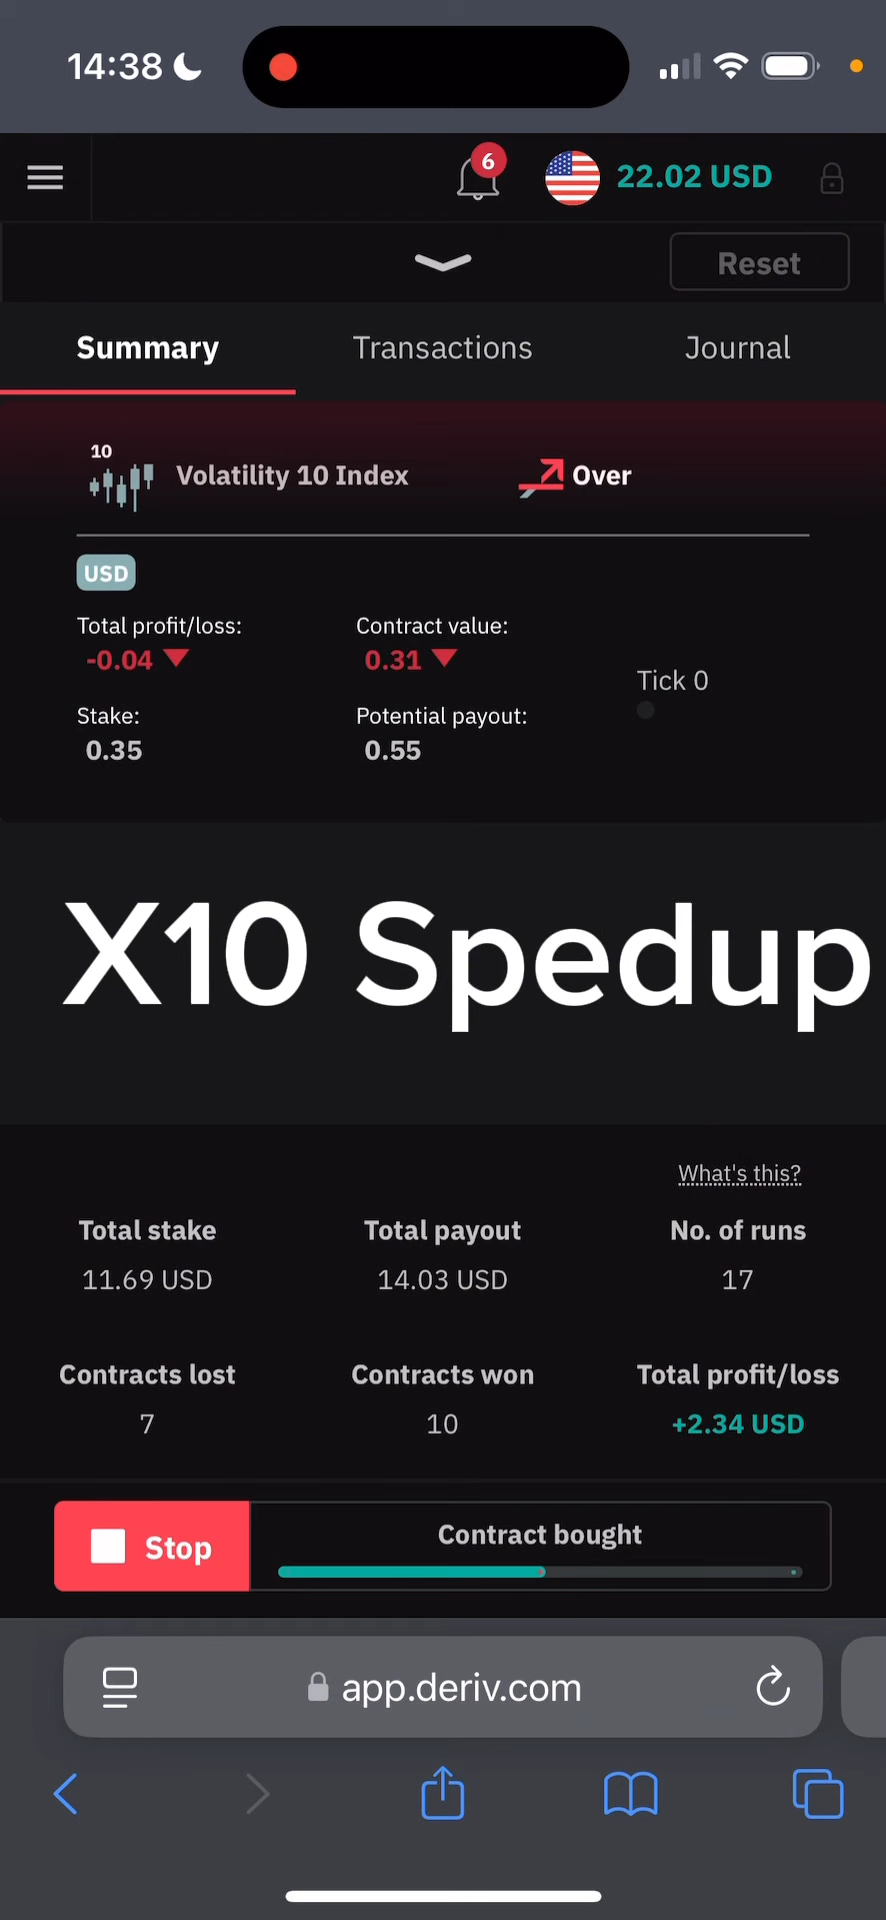 14:38
6
22.02 USD
Reset
Summary Transactions Journal
10
Volatility 10 Index Over
USD
Total profit/loss: Contract value:
-0.04 0.31
Tick 0
Stake: Potential payout:
0.35 0.55
X10 Spedup
What's this?
Total stake Total payout No. of runs
11.69 USD 14.03 USD 17
Contracts lost Contracts won Total profit/loss
7 10 +2.34 USD
Stop Contract bought
app.deriv.com